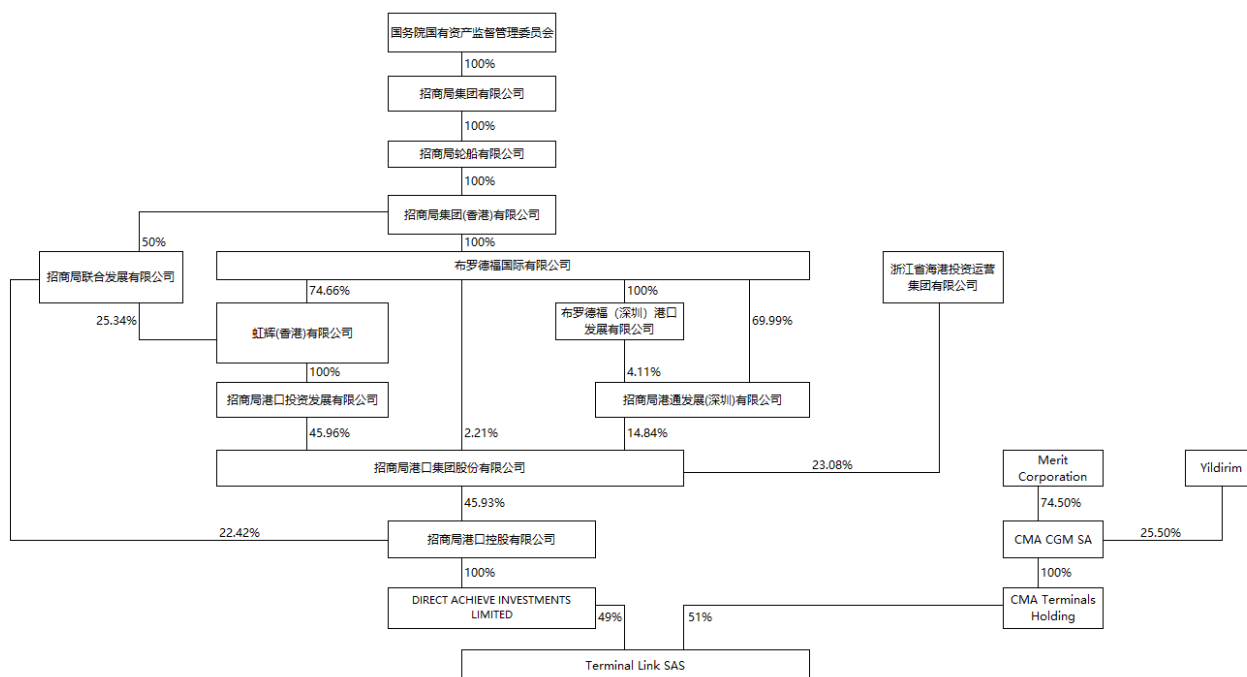 国务院国有资产监督管理委员会
100%
招商局集团有限公司
100%
招商局轮船有限公司
100%
招商局集团(香港)有限公司
50%
100%
招商局联合发展有限公司
布罗德福国际有限公司
浙江省海港投资运营
集团有限公司
74.66%
100%
25.34%
虹辉(香港)有限公司
布罗德福（深圳）港口
发展有限公司
69.99%
100%
4.11%
招商局港口投资发展有限公司
招商局港通发展(深圳)有限公司
45.96%
2.21%
14.84%
招商局港口集团股份有限公司
23.08%
Merit
Corporation
Yildirim
45.93%
74.50%
22.42%
招商局港口控股有限公司
CMA CGM SA
25.50%
100%
100%
DIRECT ACHIEVE INVESTMENTS
LIMITED
CMA Terminals
Holding
49%
51%
Terminal Link SAS